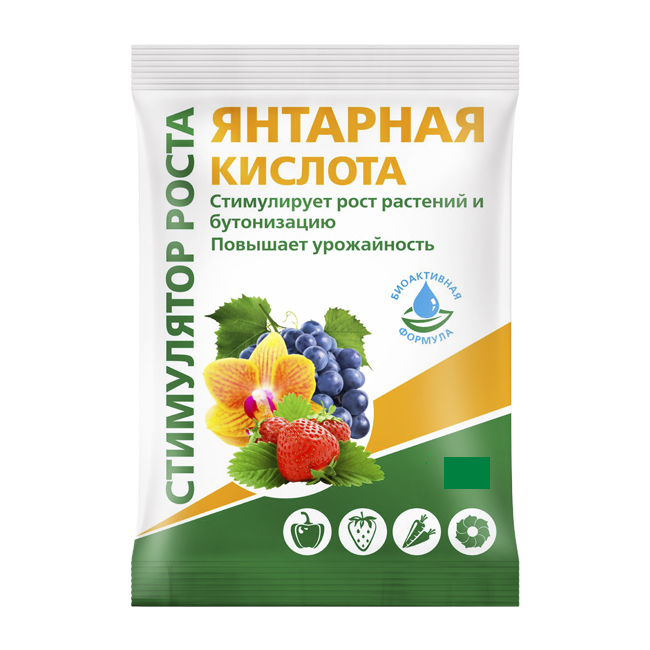 СТИМУЛЯТОР РОСТА
ЯНТАРНАЯ
КИСЛОТА
Стимулирует рост растений и
бутонизацию
Повышает урожайность
БИОАКТИВНАЯ
ФОРМУЛА